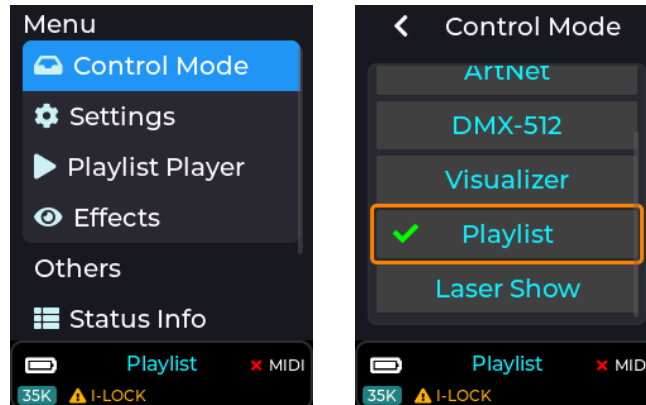 Menu
Control Mode
Settings
Playlist Player
Effects
Others
Status Info
Playlist
MIDI
35K
I-LOCK
Control Mode
ArtNet
DMX-512
Visualizer
Playlist
Laser Show
Playlist
MID
35K
I-LOCK